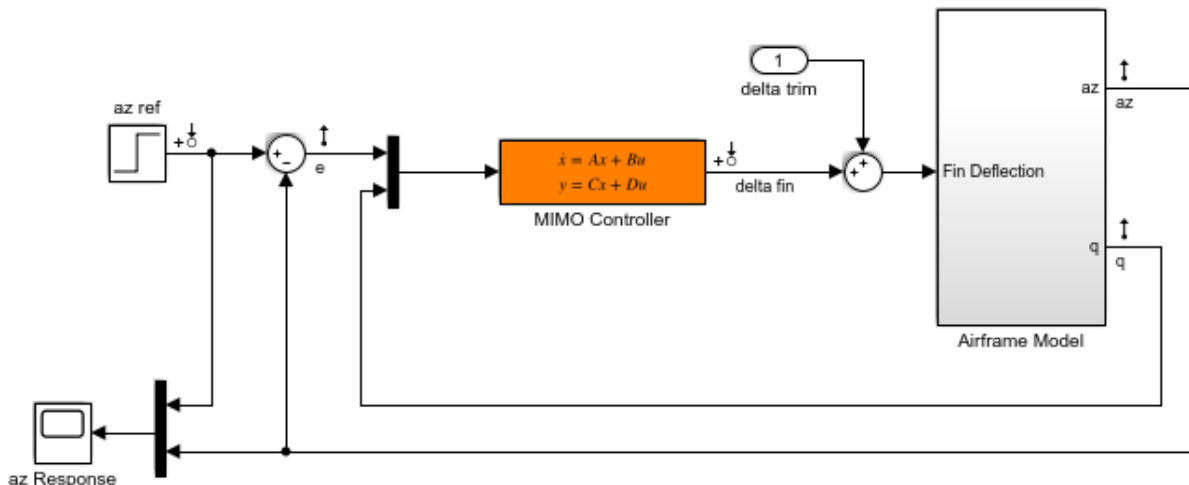 az ref
+
+
−
e
ẋ = Ax + Bu
y = Cx + Du
MIMO Controller
+
delta fin
1
delta trim
+
+
Fin Deflection
az
az
q
q
Airframe Model
az Response